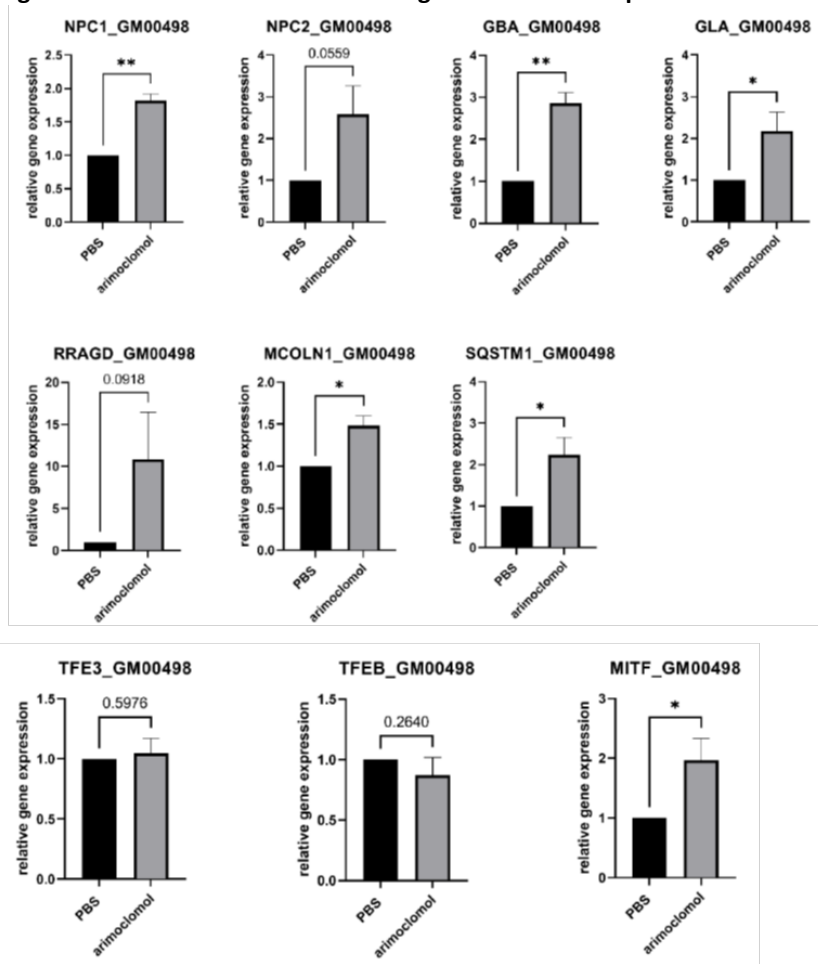 NPC1_GM00498
relative gene expression
2.5
2.0
1.5
1.0
0.5
0.0
**
PBS
arimoclomol
NPC2_GM00498
relative gene expression
4
3
2
1
0
0.0559
PBS
arimoclomol
GBA_GM00498
relative gene expression
4
3
2
1
0
**
PBS
arimoclomol
GLA_GM00498
relative gene expression
4
3
2
1
0
*
PBS
arimoclomol
RRAGD_GM00498
relative gene expression
20
15
10
5
0
0.0918
PBS
arimoclomol
MCOLN1_GM00498
relative gene expression
2.0
1.5
1.0
0.5
0.0
*
PBS
arimoclomol
SQSTM1_GM00498
relative gene expression
4
3
2
1
0
*
PBS
arimoclomol
TFE3_GM00498
relative gene expression
1.5
1.0
0.5
0.0
0.5976
PBS
arimoclomol
TFEB_GM00498
relative gene expression
1.5
1.0
0.5
0.0
0.2640
PBS
arimoclomol
MITF_GM00498
relative gene expression
3
2
1
0
*
PBS
arimoclomol